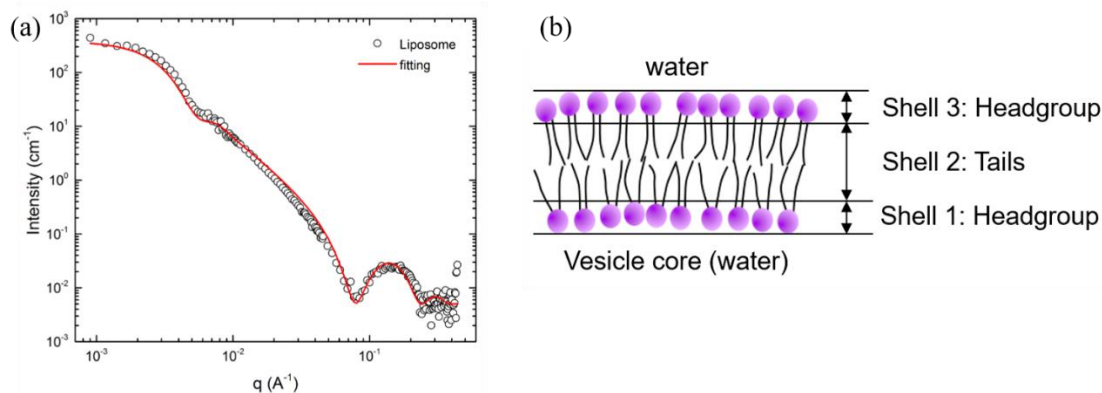 (a)
10³
10²
10¹
10⁰
10⁻¹
10⁻²
10⁻³
Intensity (cm⁻¹)
Liposome
fitting
10⁻³
10⁻²
10⁻¹
q (A⁻¹)
(b)
water
Shell 3: Headgroup
Shell 2: Tails
Shell 1: Headgroup
Vesicle core (water)